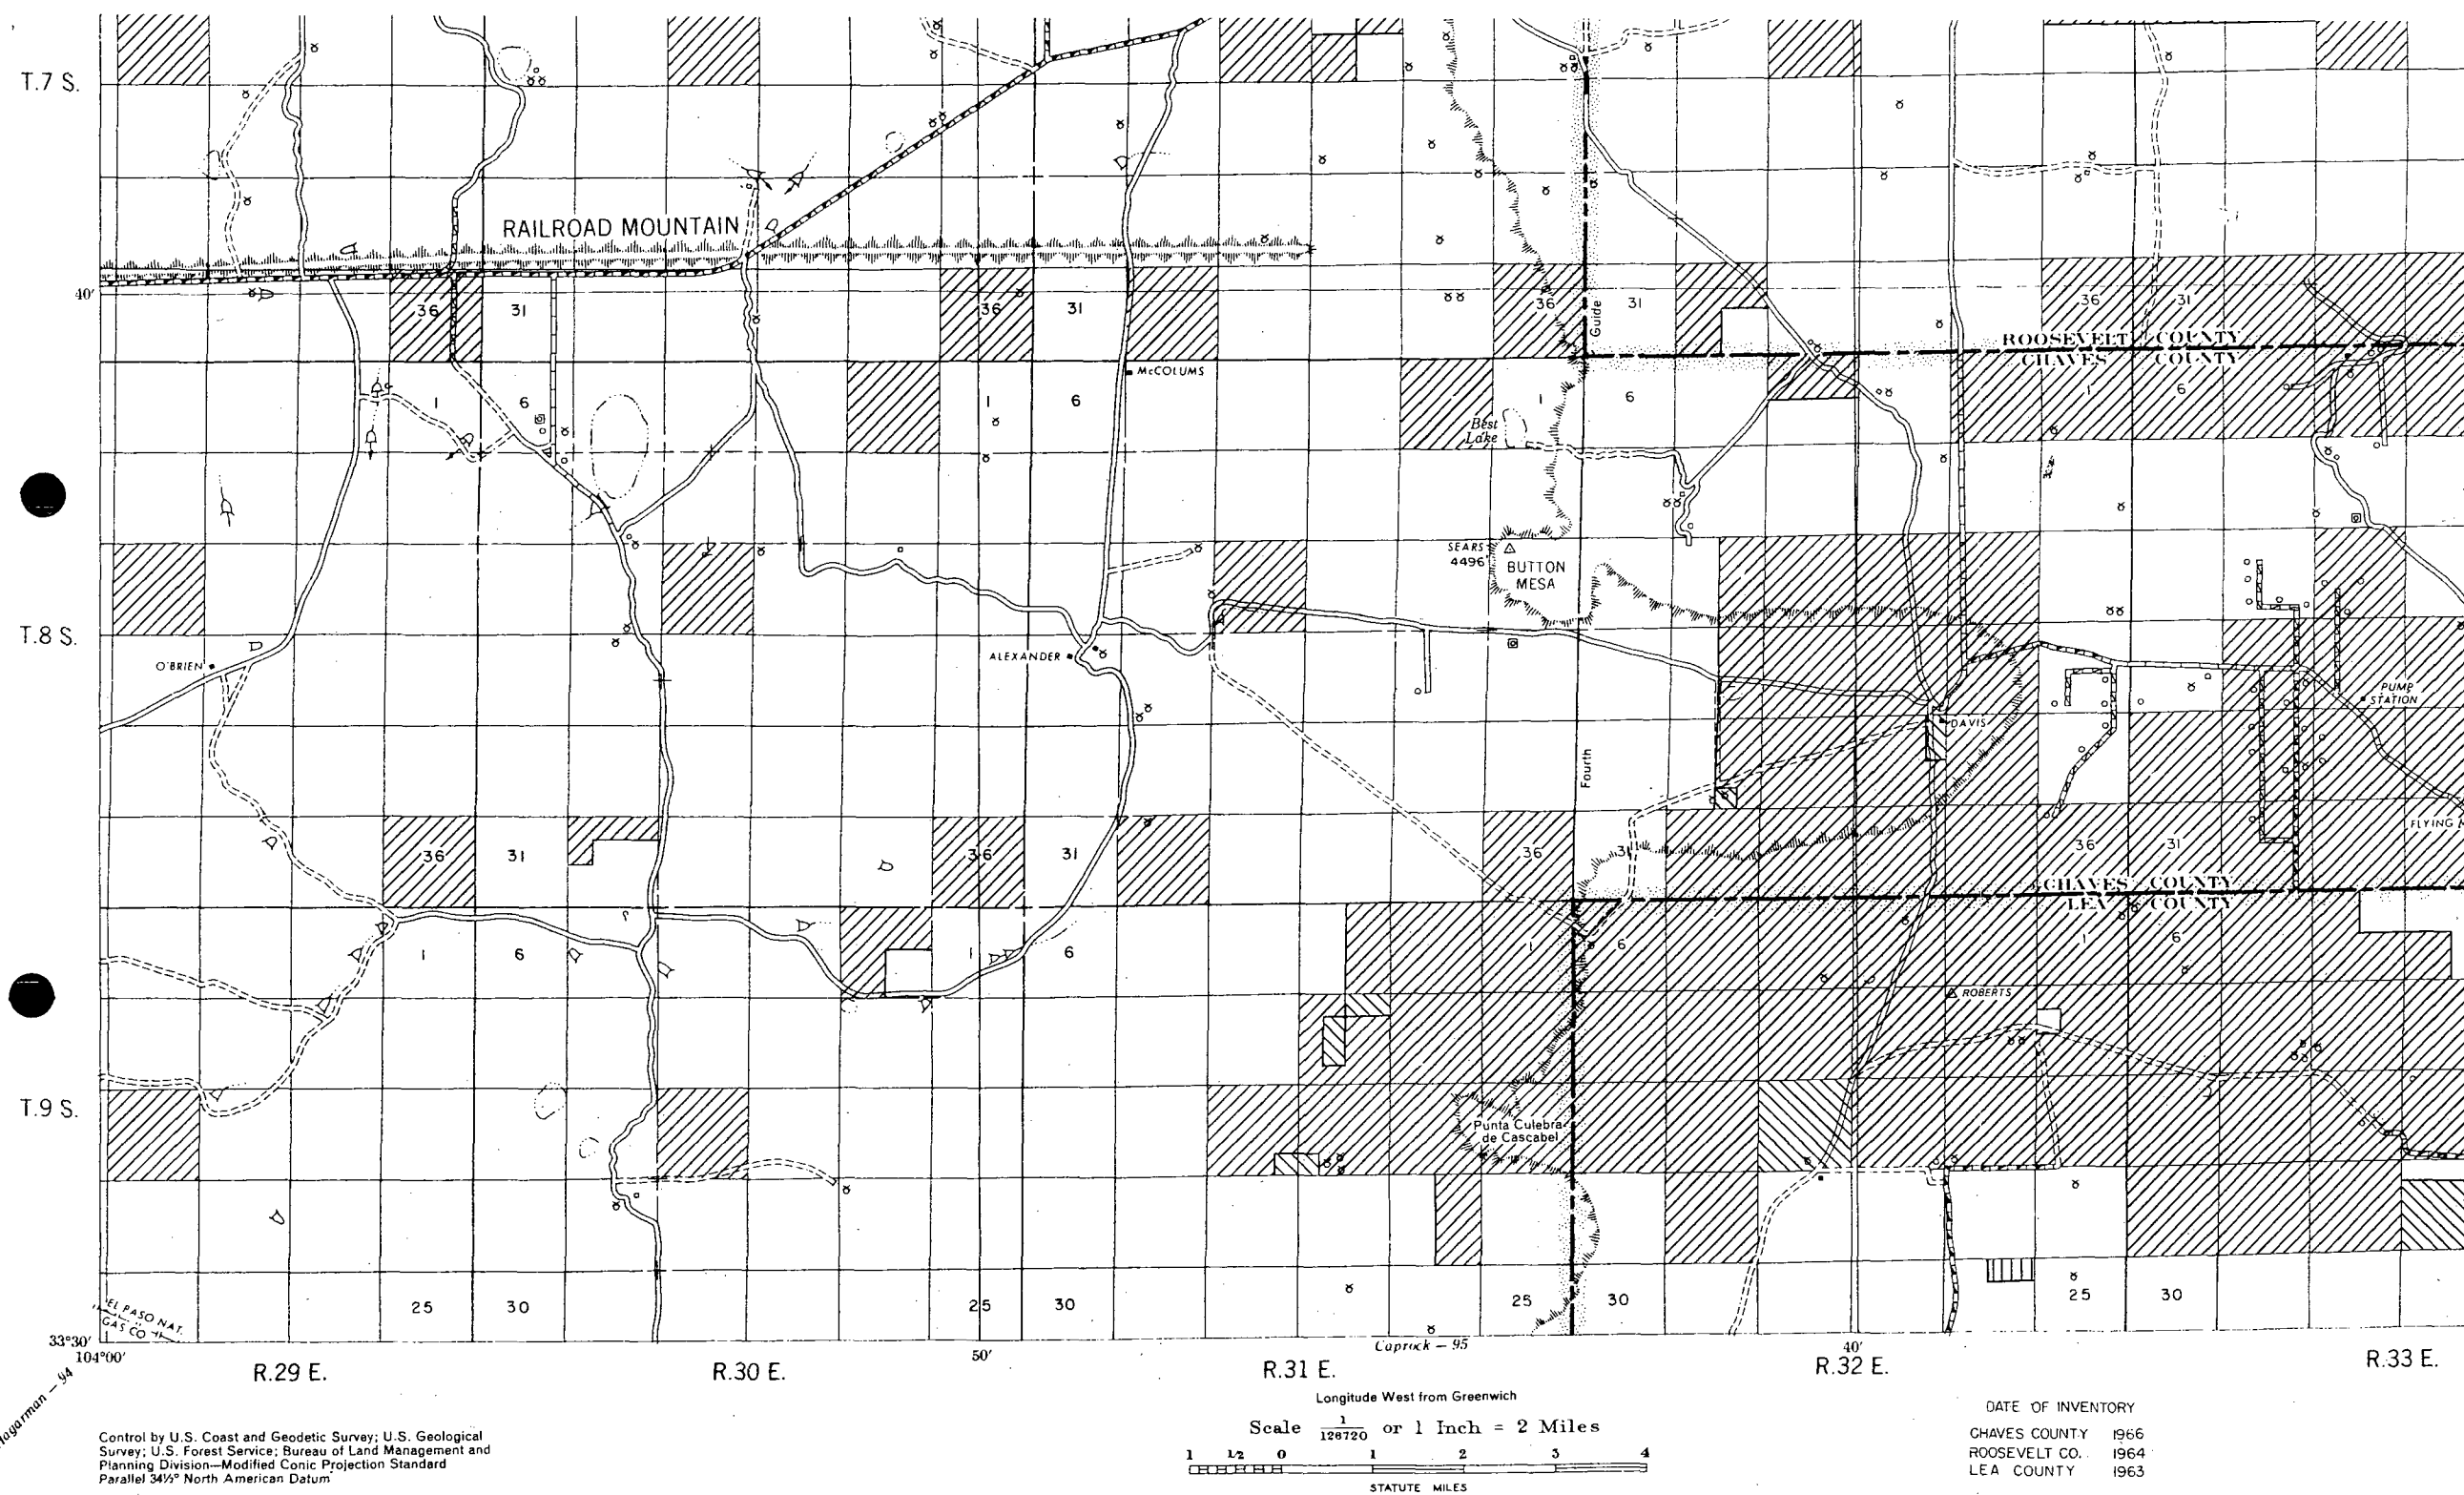 T.7 S.
RAILROAD MOUNTAIN
40'
36
31
36
31
36
31
36
31
Guide
ROOSEVELT COUNTY
CHAVES COUNTY
McCOLUMS
1
6
1
6
1
6
1
6
Best
Lake
SEARS
4496
BUTTON
MESA
T.8 S.
O'BRIEN
ALEXANDER
PUMP
STATION
DAVIS
Fourth
FLYING
36
31
36
31
36
31
36
31
CHAVES COUNTY
LEA COUNTY
1
6
1
6
1
6
1
6
ROBERTS
T.9 S.
Punta Culebra
de Cascabel
25
30
25
30
25
30
25
30
EL PASO NAT.
GAS CO
33°30'
104°00'
50'
Caprock – 95
40'
R.29 E.
R.30 E.
R.31 E.
R.32 E.
R.33 E.
Hagarman – 94
Longitude West from Greenwich
Scale 1/126720 or 1 Inch = 2 Miles
1 1/2 0 1 2 3 4
STATUTE MILES
Control by U.S. Coast and Geodetic Survey; U.S. Geological
Survey; U.S. Forest Service; Bureau of Land Management and
Planning Division—Modified Conic Projection Standard
Parallel 34½° North American Datum
DATE OF INVENTORY
CHAVES COUNTY 1966
ROOSEVELT CO. 1964
LEA COUNTY 1963